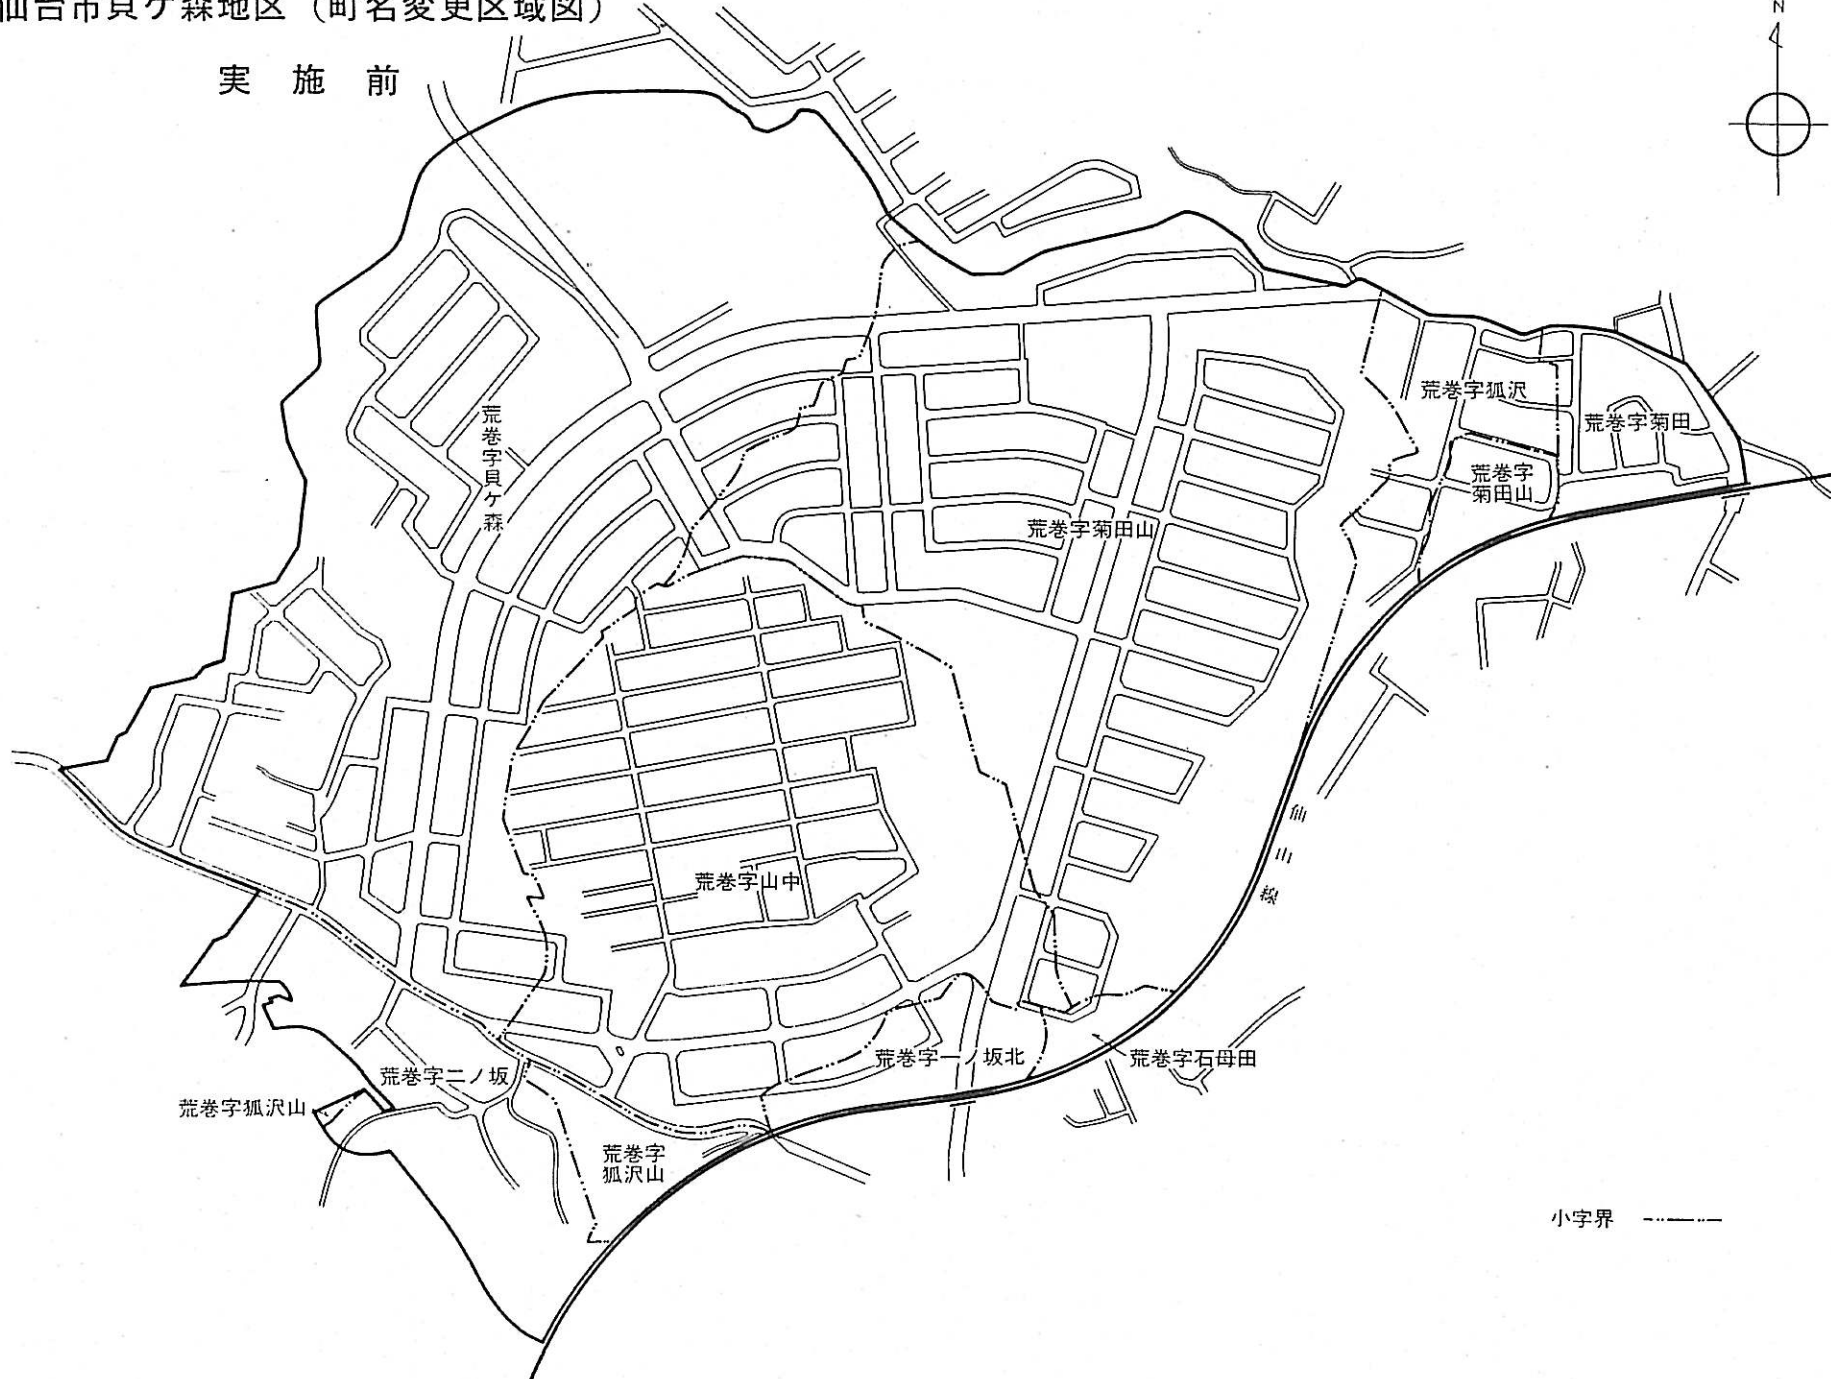 仙台市貝ケ森地区（町名変更区域図）
実施前
N
荒巻字狐沢
荒巻字菊田
荒巻字貝ケ森
荒巻字
菊田山
荒巻字菊田山
仙山線
荒巻字山中
荒巻字一ノ坂北
荒巻字石母田
荒巻字二ノ坂
荒巻字狐沢山
荒巻字
狐沢山
小字界